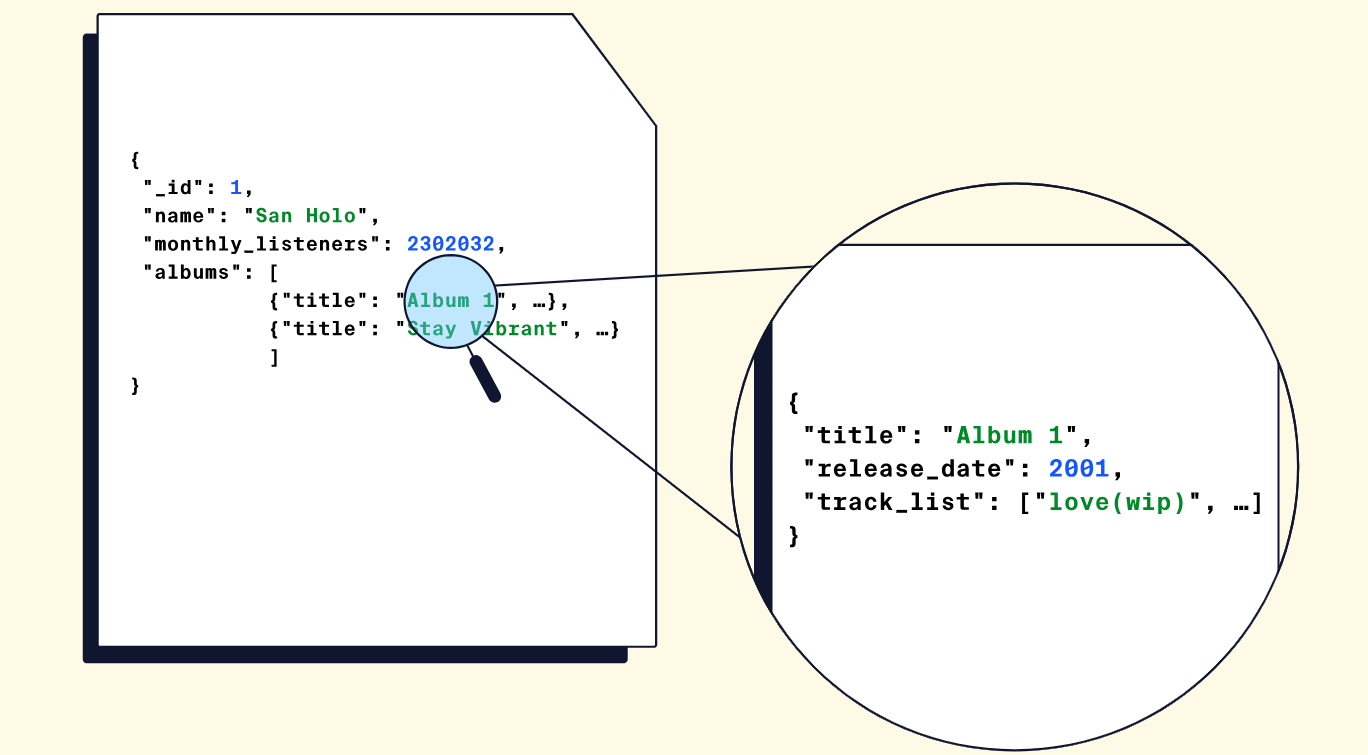 {
"_id": 1,
"name": "San Holo",
"monthly_listeners": 2302032,
"albums": [
{"title": "Album 1", …},
{"title": "Stay Vibrant", …}
]
}
{
"title": "Album 1",
"release_date": 2001,
"track_list": ["love(wip)", …]
}